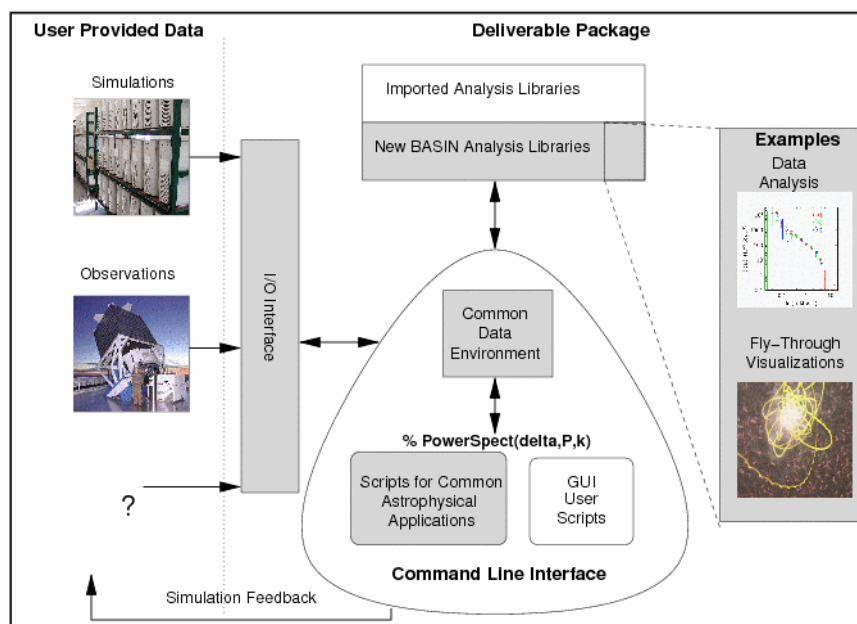 User Provided Data
Deliverable Package
Simulations
Imported Analysis Libraries
New BASIN Analysis Libraries
Examples
Data
Analysis
Observations
I/O Interface
Common
Data
Environment
Fly-Through
Visualizations
% PowerSpect(delta,P,k)
Scripts for Common
Astrophysical
Applications
GUI
User
Scripts
?
Command Line Interface
Simulation Feedback